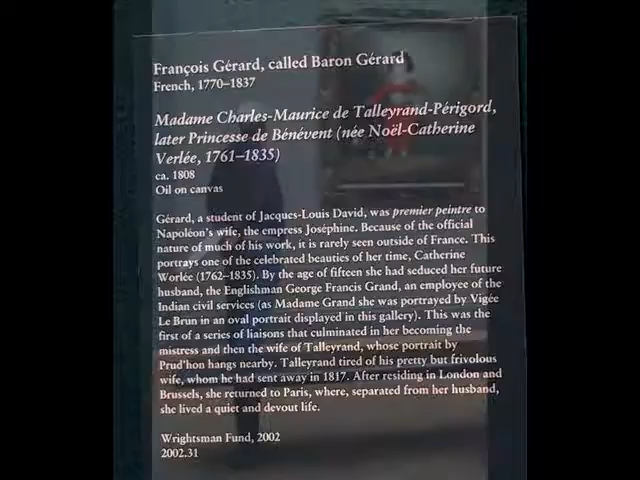 François Gérard, called Baron Gérard
French, 1770–1837
Madame Charles-Maurice de Talleyrand-Périgord,
later Princesse de Bénévent (née Noël-Catherine
Verlée, 1761–1835)
ca. 1808
Oil on canvas
Gérard, a student of Jacques-Louis David, was premier peintre to
Napoléon's wife, the empress Joséphine. Because of the official
nature of much of his work, it is rarely seen outside of France. This
portrays one of the celebrated beauties of her time, Catherine
Worlée (1762–1835). By the age of fifteen she had seduced her future
husband, the Englishman George Francis Grand, an employee of the
Indian civil services (as Madame Grand she was portrayed by Vigée
Le Brun in an oval portrait displayed in this gallery). This was the
first of a series of liaisons that culminated in her becoming the
mistress and then the wife of Talleyrand, whose portrait by
Prud'hon hangs nearby. Talleyrand tired of his pretty but frivolous
wife, whom he had sent away in 1817. After residing in London and
Brussels, she returned to Paris, where, separated from her husband,
she lived a quiet and devout life.
Wrightsman Fund, 2002
2002.31